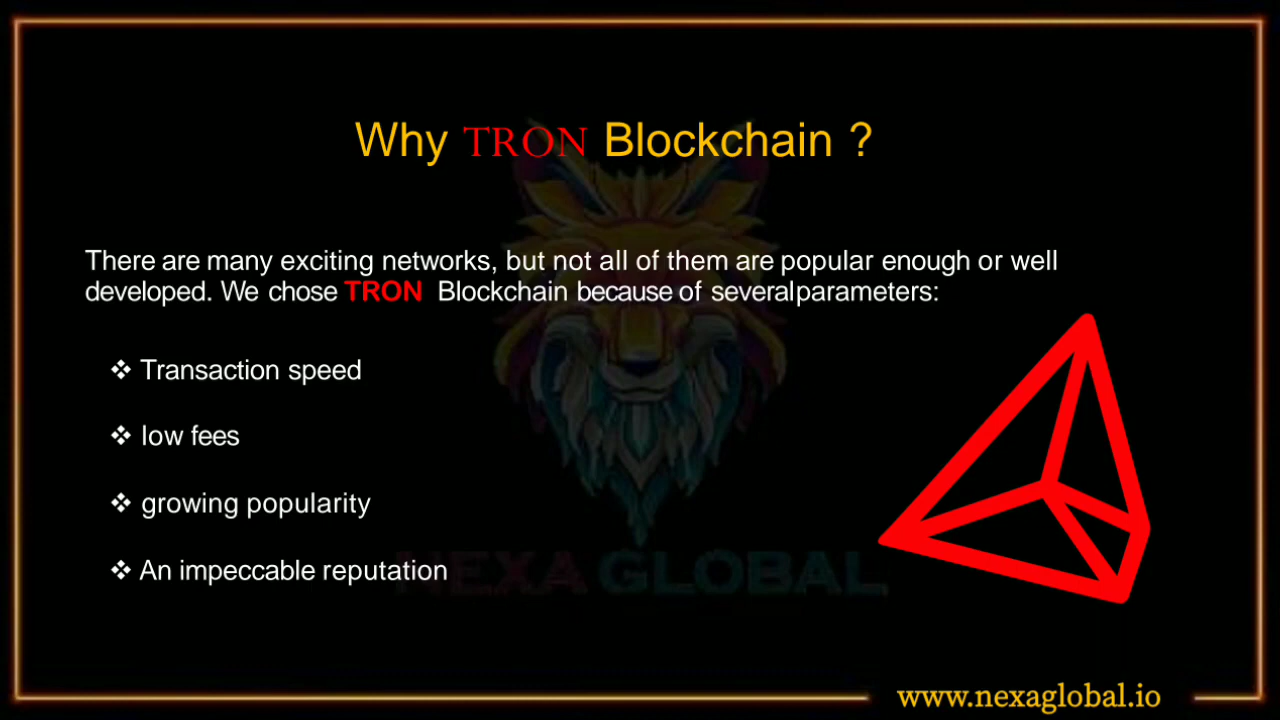 Why TRON Blockchain ?
There are many exciting networks, but not all of them are popular enough or well
developed. We chose TRON Blockchain because of severalparameters:
❖ Transaction speed
❖ low fees
❖ growing popularity
❖ An impeccable reputation
NEXA GLOBAL
www.nexaglobal.io